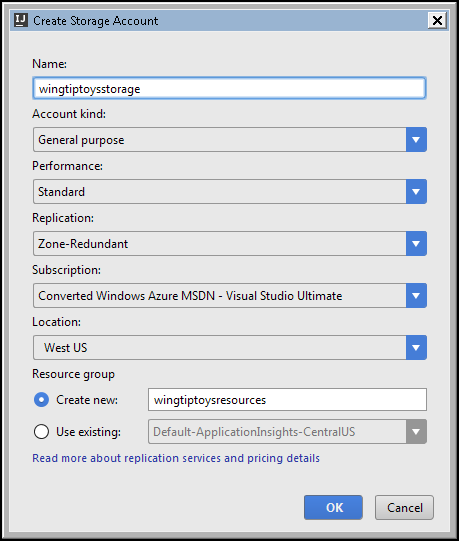 IJ Create Storage Account
Name:
wingtiptoysstorage
Account kind:
General purpose
Performance:
Standard
Replication:
Zone-Redundant
Subscription:
Converted Windows Azure MSDN - Visual Studio Ultimate
Location:
West US
Resource group
Create new: wingtiptoysresources
Use existing: Default-ApplicationInsights-CentralUS
Read more about replication services and pricing details
OK Cancel